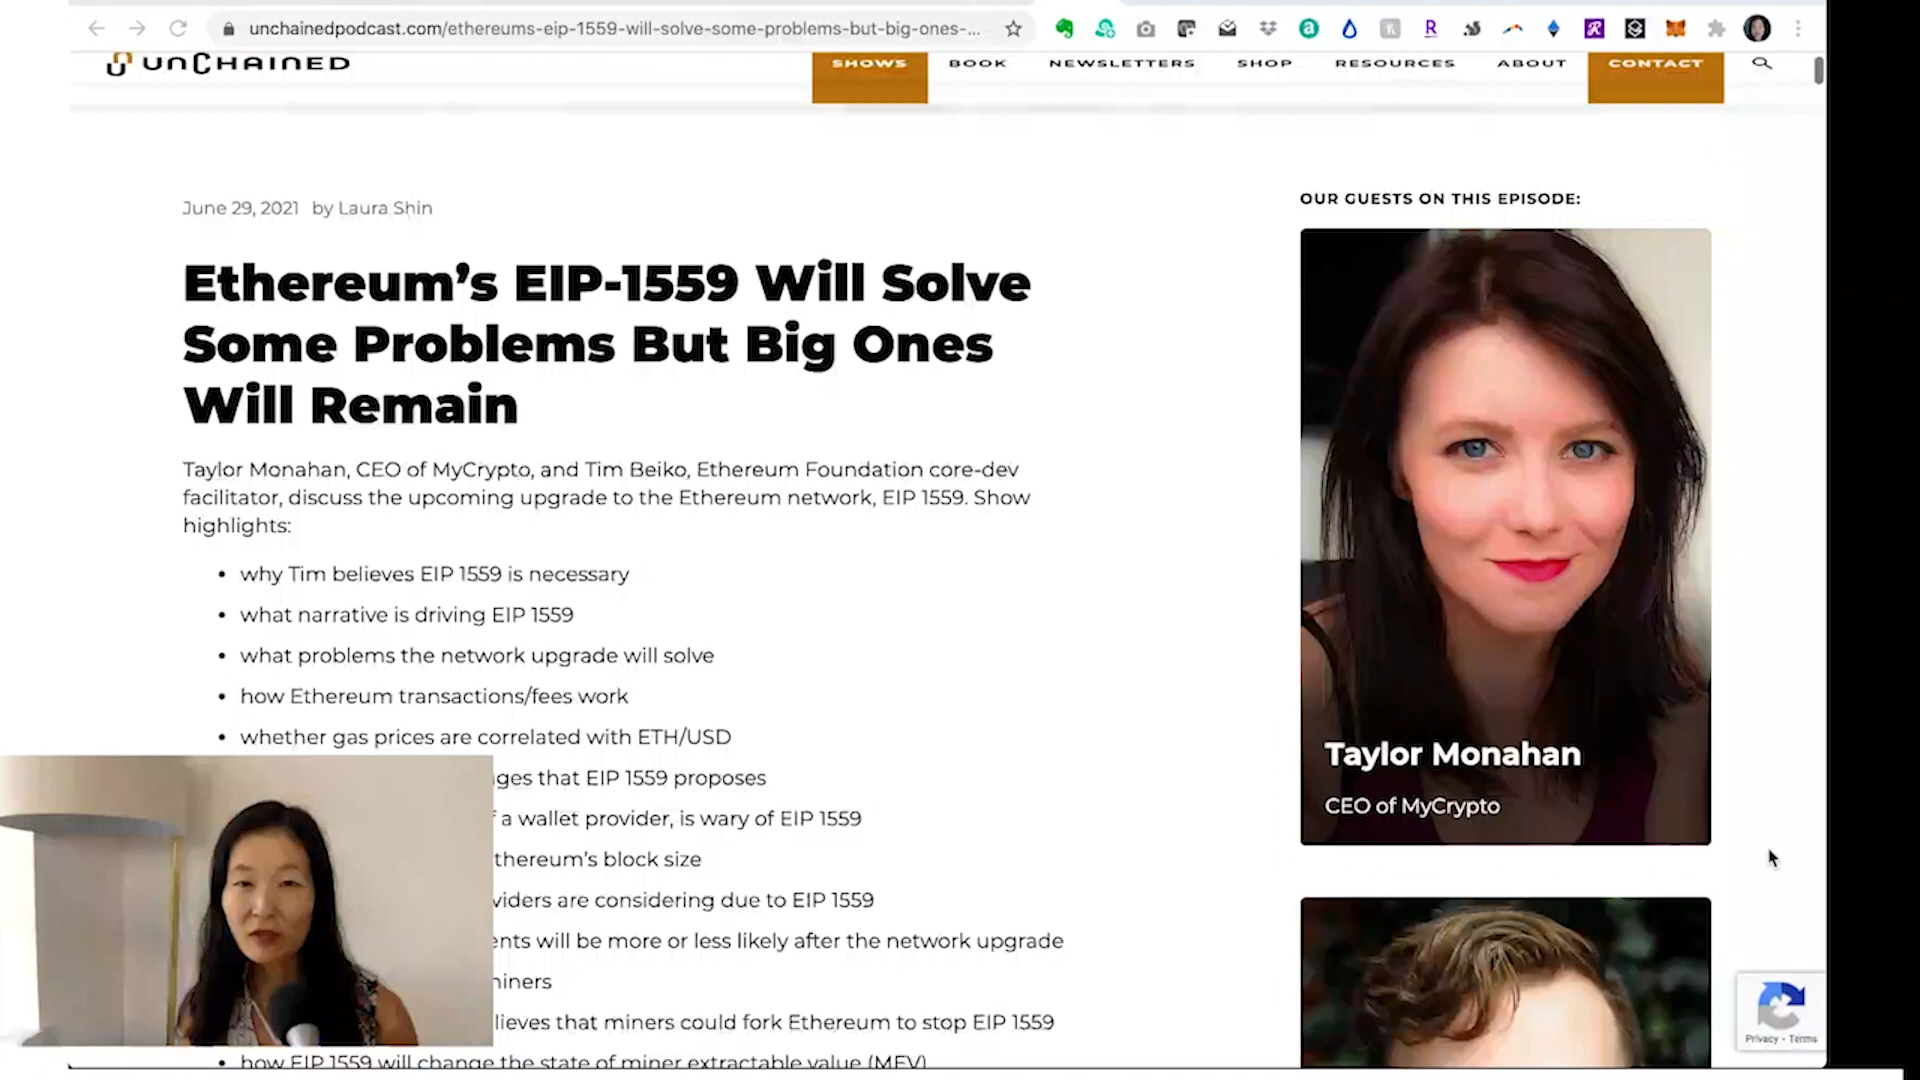 unchainedpodcast.com/ethereums-eip-1559-will-solve-some-problems-but-big-ones-...
UNCHAINED
SHOWS BOOK NEWSLETTERS SHOP RESOURCES ABOUT CONTACT
June 29, 2021 by Laura Shin
Ethereum’s EIP-1559 Will Solve
Some Problems But Big Ones
Will Remain
Taylor Monahan, CEO of MyCrypto, and Tim Beiko, Ethereum Foundation core-dev
facilitator, discuss the upcoming upgrade to the Ethereum network, EIP 1559. Show
highlights:
• why Tim believes EIP 1559 is necessary
• what narrative is driving EIP 1559
• what problems the network upgrade will solve
• how Ethereum transactions/fees work
• whether gas prices are correlated with ETH/USD
ges that EIP 1559 proposes
f a wallet provider, is wary of EIP 1559
thereum’s block size
viders are considering due to EIP 1559
ents will be more or less likely after the network upgrade
niners
lieves that miners could fork Ethereum to stop EIP 1559
• how EIP 1559 will change the state of miner extractable value (MEV)
OUR GUESTS ON THIS EPISODE:
Taylor Monahan
CEO of MyCrypto
Privacy - Terms